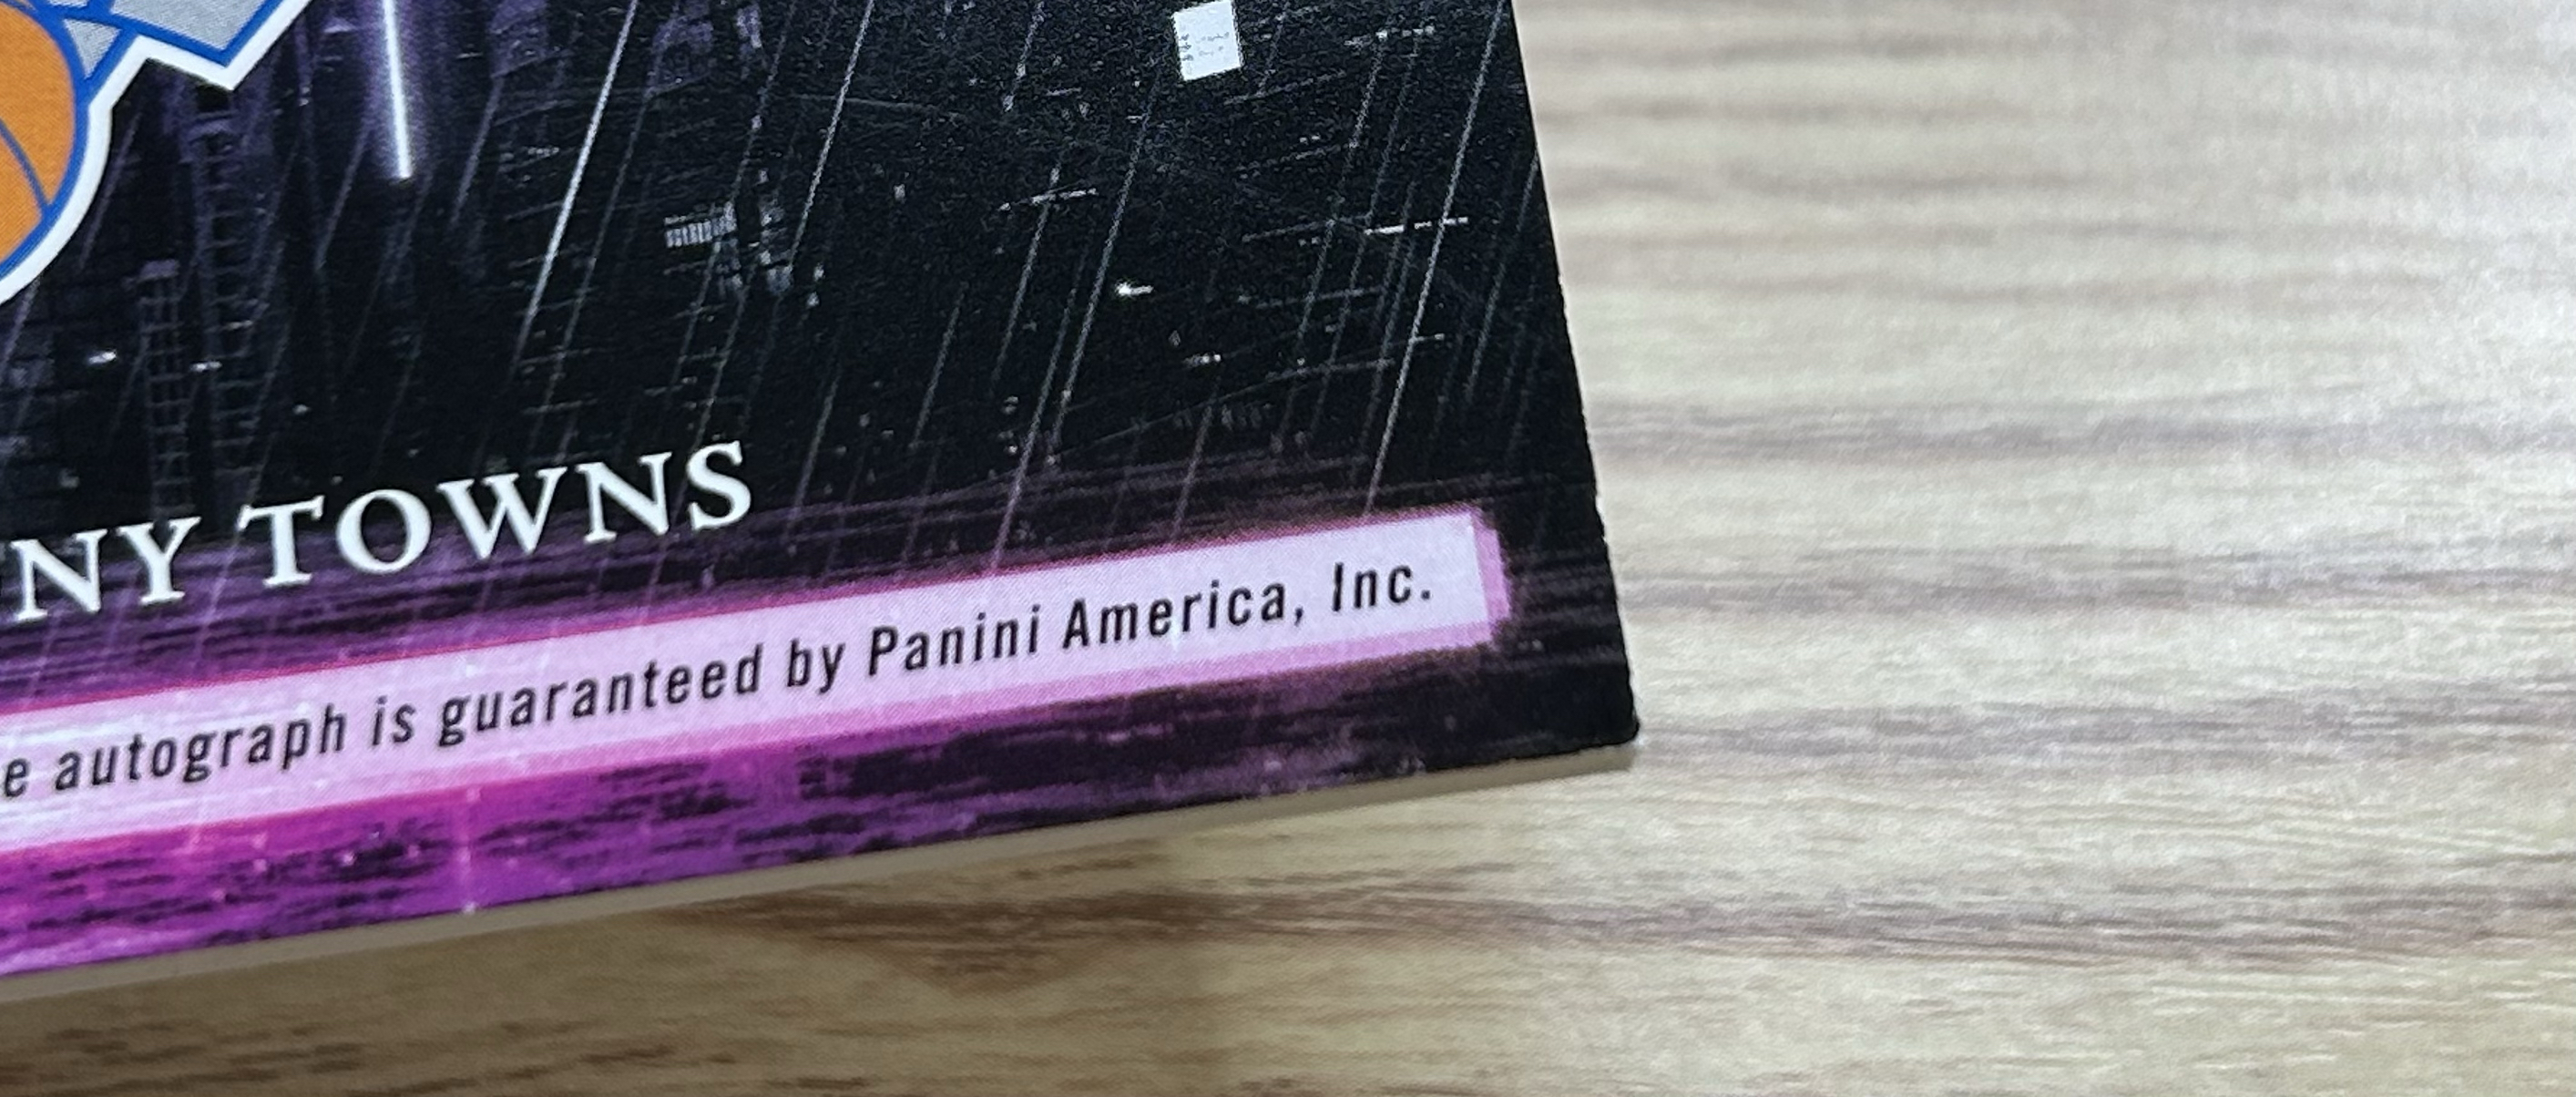 NY TOWNS
e autograph is guaranteed by Panini America, Inc.